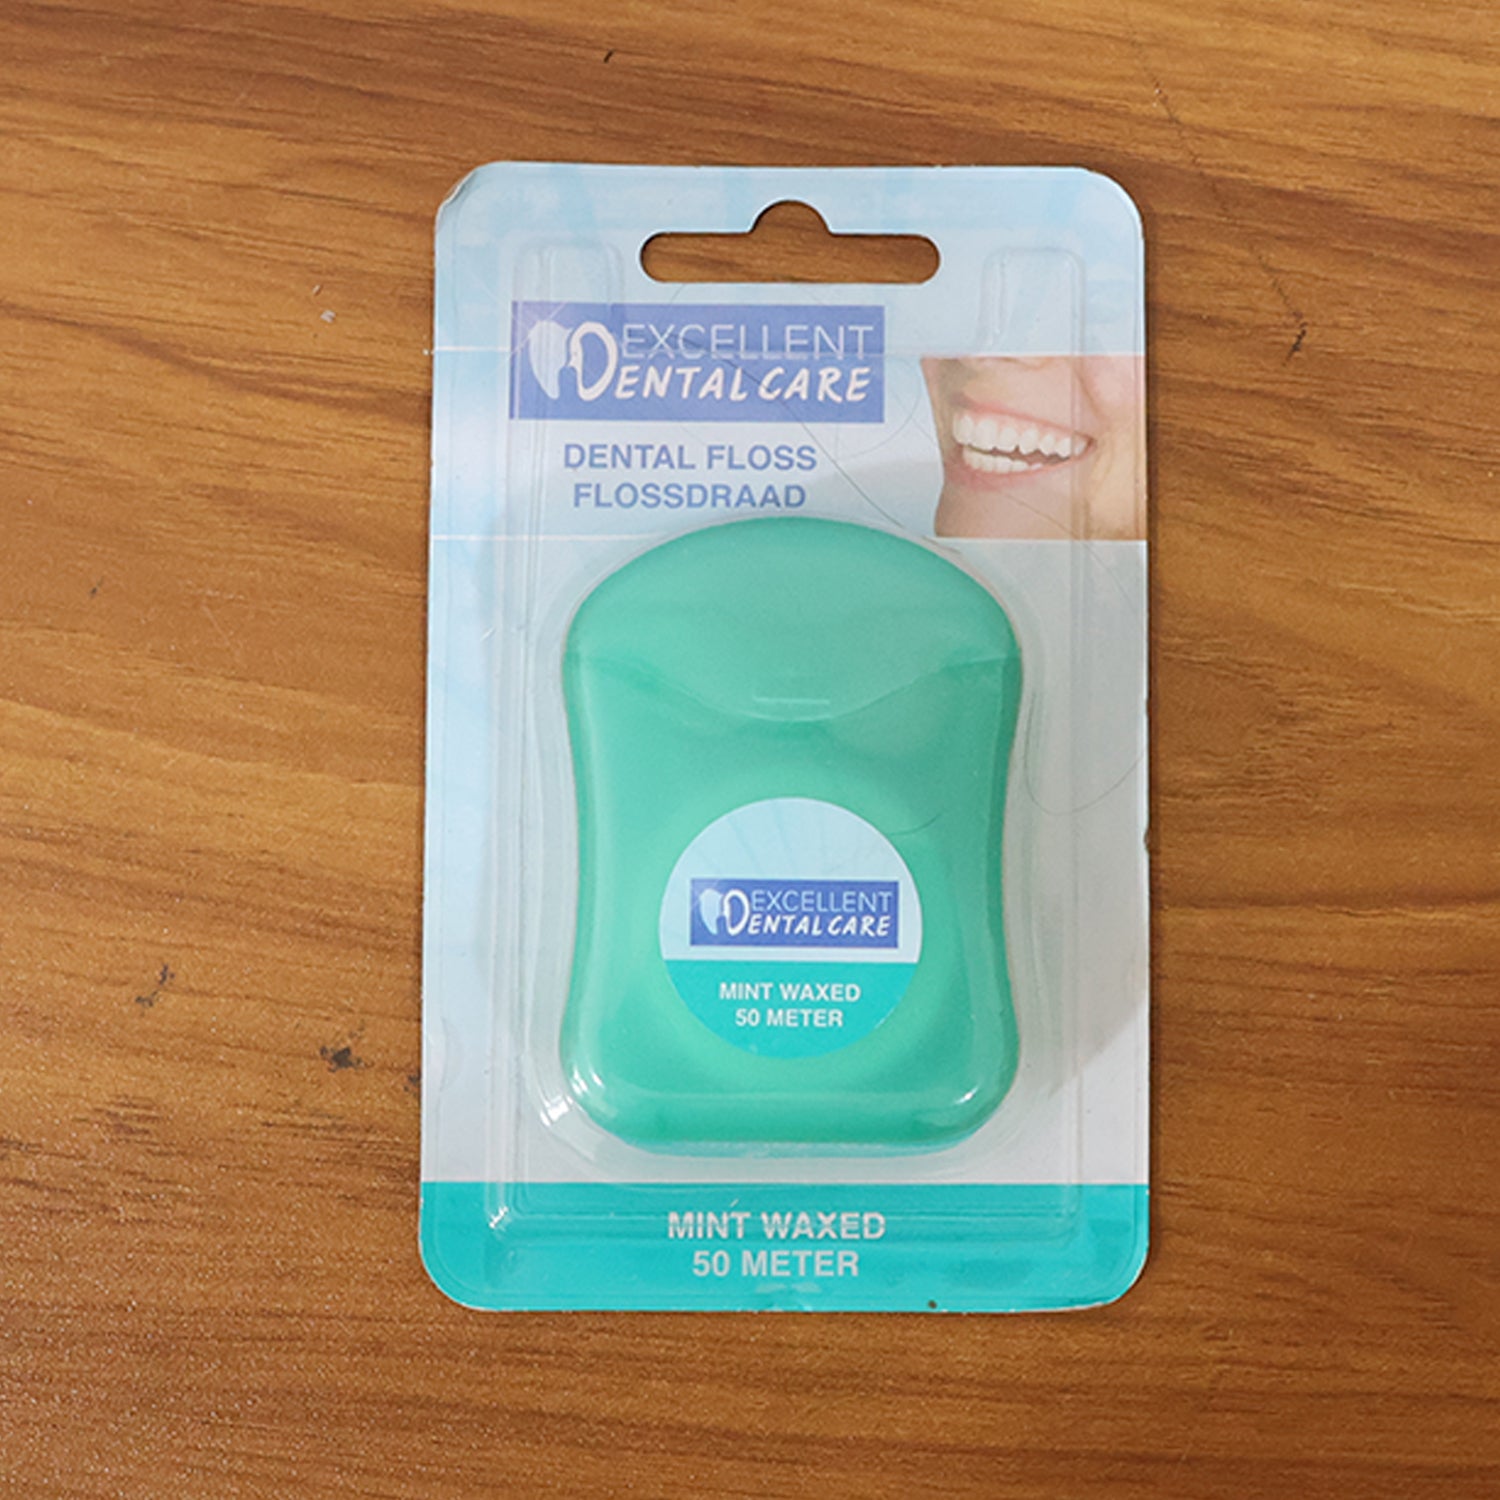 EXCELLENT
DENTAL CARE
DENTAL FLOSS
FLOSSDRAAD
EXCELLENT
DENTAL CARE
MINT WAXED
50 METER
MINT WAXED
50 METER